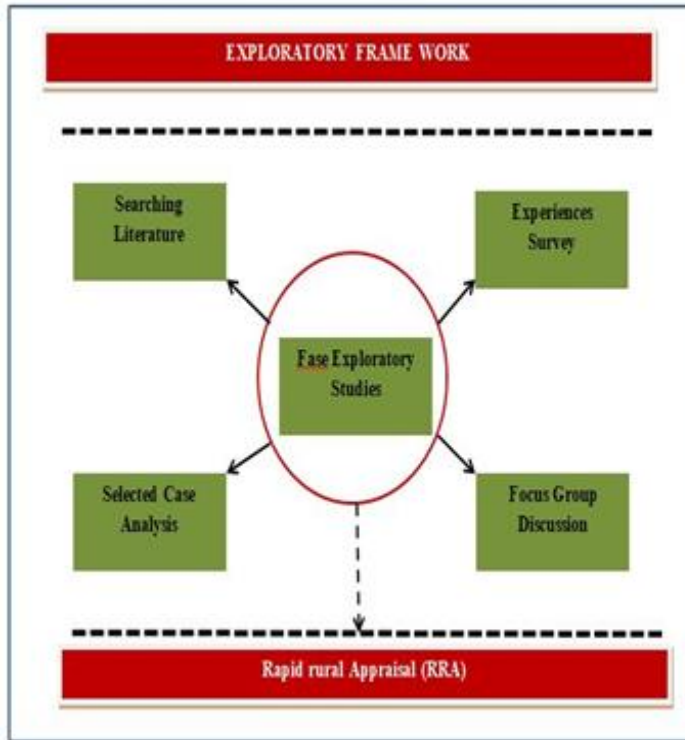 EXPLORATORY FRAME WORK
Searching
Literature
Experiences
Survey
Fase Exploratory
Studies
Selected Case
Analysis
Focus Group
Discussion
Rapid rural Appraisal (RRA)